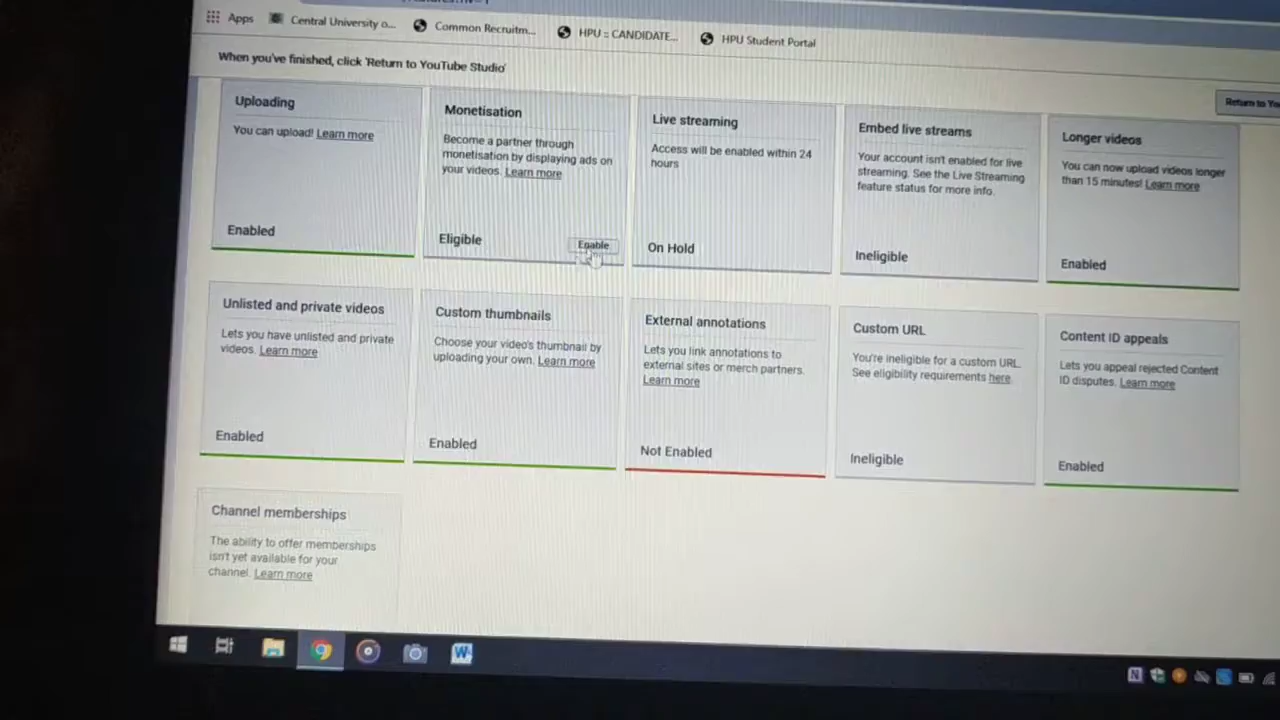 Apps
Central University o...
Common Recruitm...
HPU :: CANDIDATE...
HPU Student Portal
When you've finished, click 'Return to YouTube Studio'
Return to
Uploading
You can upload! Learn more
Enabled
Monetisation
Become a partner through
monetisation by displaying ads on
your videos. Learn more
Eligible
Enable
Live streaming
Access will be enabled within 24
hours
On Hold
Embed live streams
Your account isn't enabled for live
streaming. See the Live Streaming
feature status for more info.
Ineligible
Longer videos
You can now upload videos longer
than 15 minutes! Learn more
Enabled
Unlisted and private videos
Lets you have unlisted and private
videos. Learn more
Enabled
Custom thumbnails
Choose your video's thumbnail by
uploading your own. Learn more
Enabled
External annotations
Lets you link annotations to
external sites or merch partners.
Learn more
Not Enabled
Custom URL
You're ineligible for a custom URL.
See eligibility requirements here
Ineligible
Content ID appeals
Lets you appeal rejected Content
ID disputes. Learn more
Enabled
Channel memberships
The ability to offer memberships
isn't yet available for your
channel. Learn more